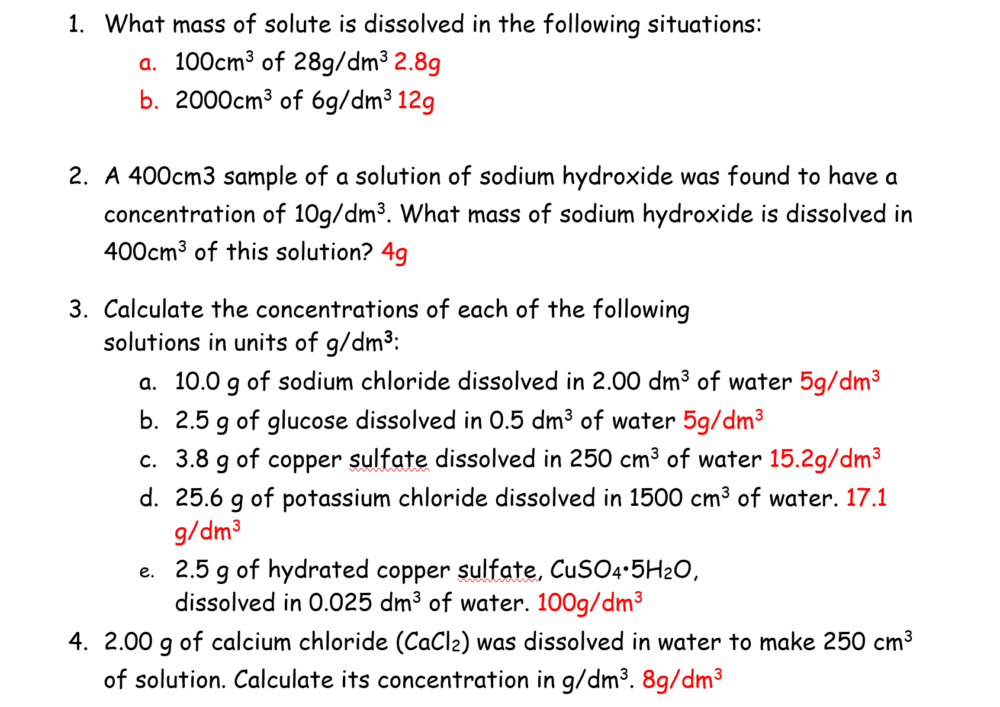 1. What mass of solute is dissolved in the following situations:
a. 100cm³ of 28g/dm³ 2.8g
b. 2000cm³ of 6g/dm³ 12g
2. A 400cm3 sample of a solution of sodium hydroxide was found to have a
concentration of 10g/dm³. What mass of sodium hydroxide is dissolved in
400cm³ of this solution? 4g
3. Calculate the concentrations of each of the following
solutions in units of g/dm³:
a. 10.0 g of sodium chloride dissolved in 2.00 dm³ of water 5g/dm³
b. 2.5 g of glucose dissolved in 0.5 dm³ of water 5g/dm³
c. 3.8 g of copper sulfate dissolved in 250 cm³ of water 15.2g/dm³
d. 25.6 g of potassium chloride dissolved in 1500 cm³ of water. 17.1
g/dm³
e. 2.5 g of hydrated copper sulfate, CuSO₄•5H₂O,
dissolved in 0.025 dm³ of water. 100g/dm³
4. 2.00 g of calcium chloride (CaCl₂) was dissolved in water to make 250 cm³
of solution. Calculate its concentration in g/dm³. 8g/dm³